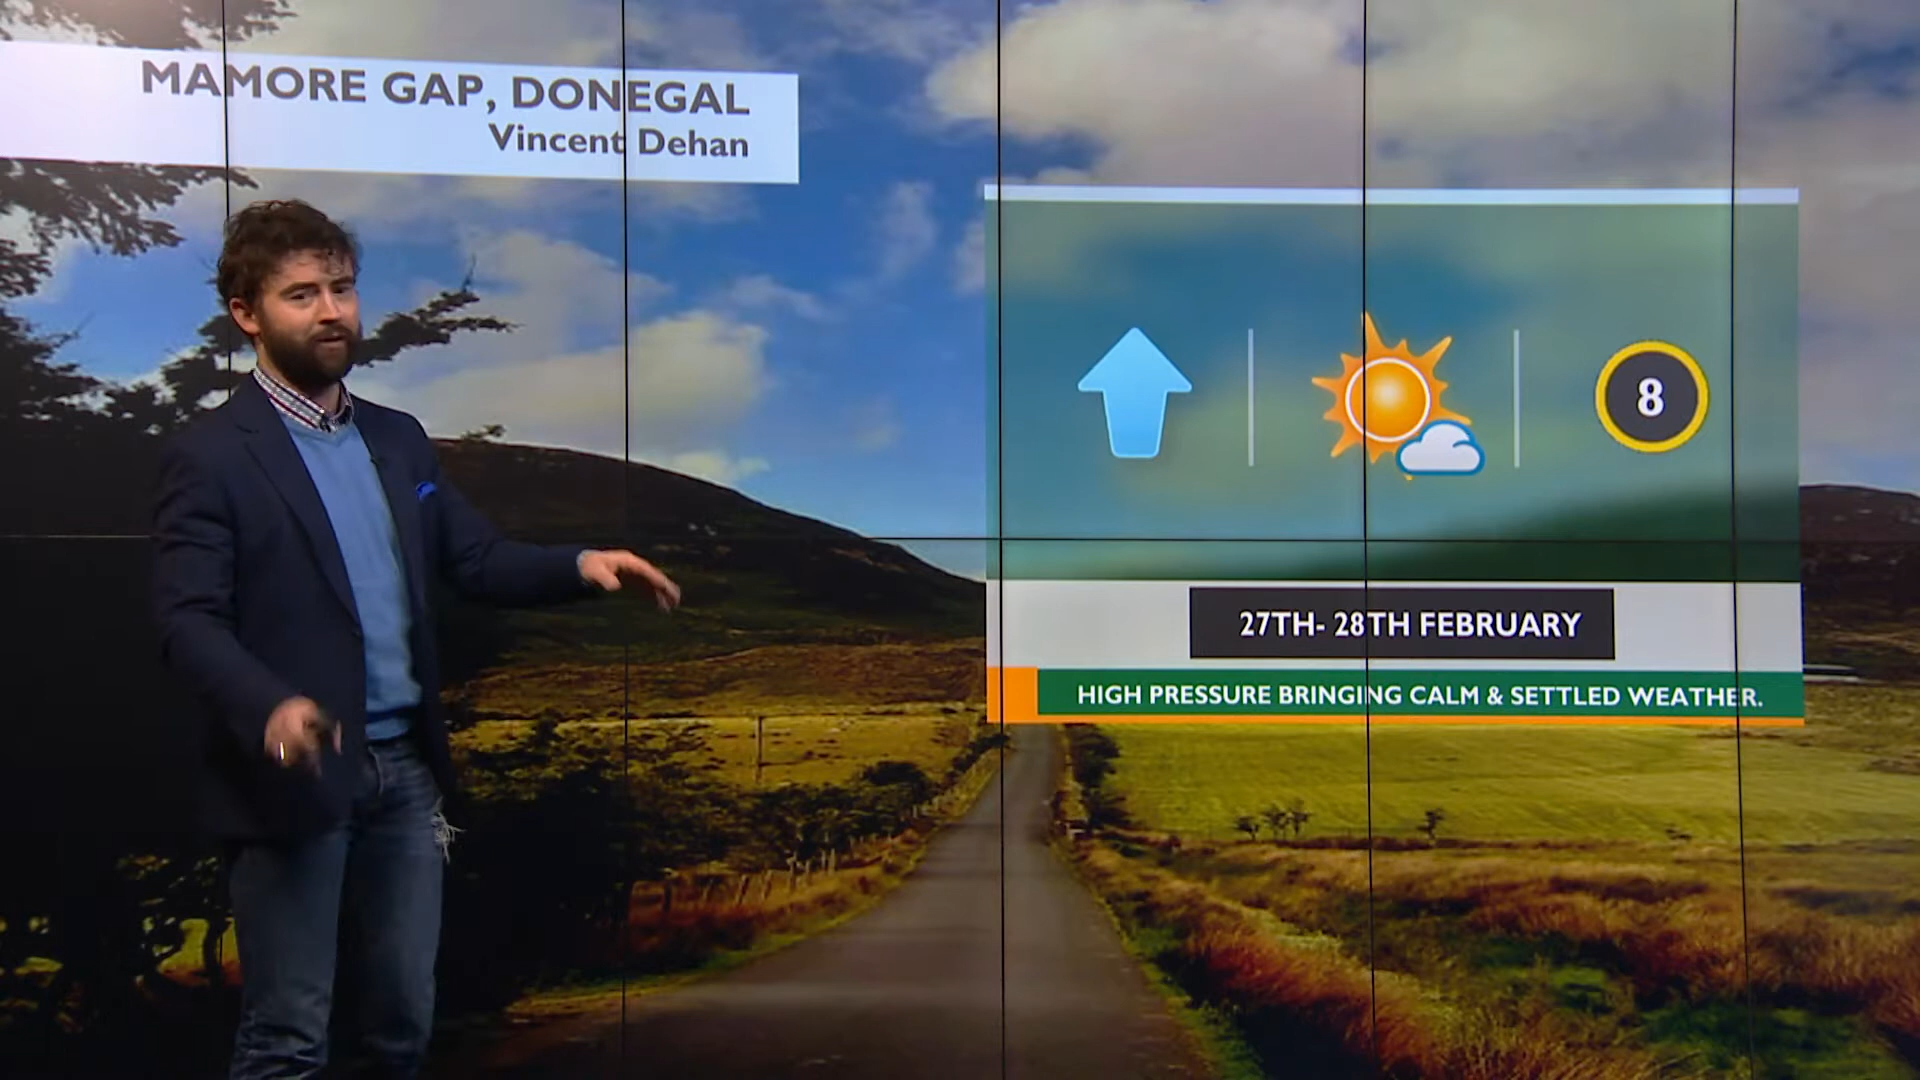 MAMORE GAP, DONEGAL
Vincent Dehan
8
27TH- 28TH FEBRUARY
HIGH PRESSURE BRINGING CALM & SETTLED WEATHER.